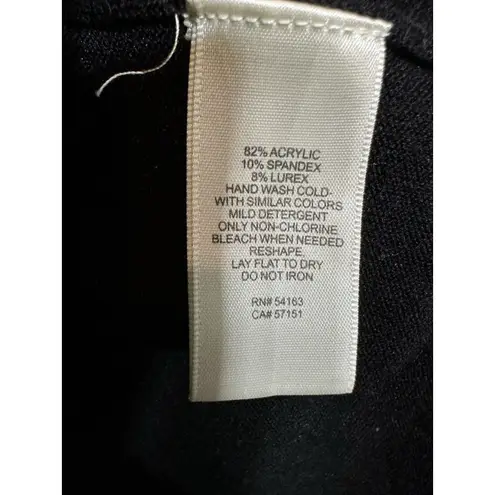 82% ACRYLIC
10% SPANDEX
8% LUREX
HAND WASH COLD-
WITH SIMILAR COLORS
MILD DETERGENT
ONLY NON-CHLORINE
BLEACH WHEN NEEDED
RESHAPE,
LAY FLAT TO DRY
DO NOT IRON
RN# 54163
CA# 57151